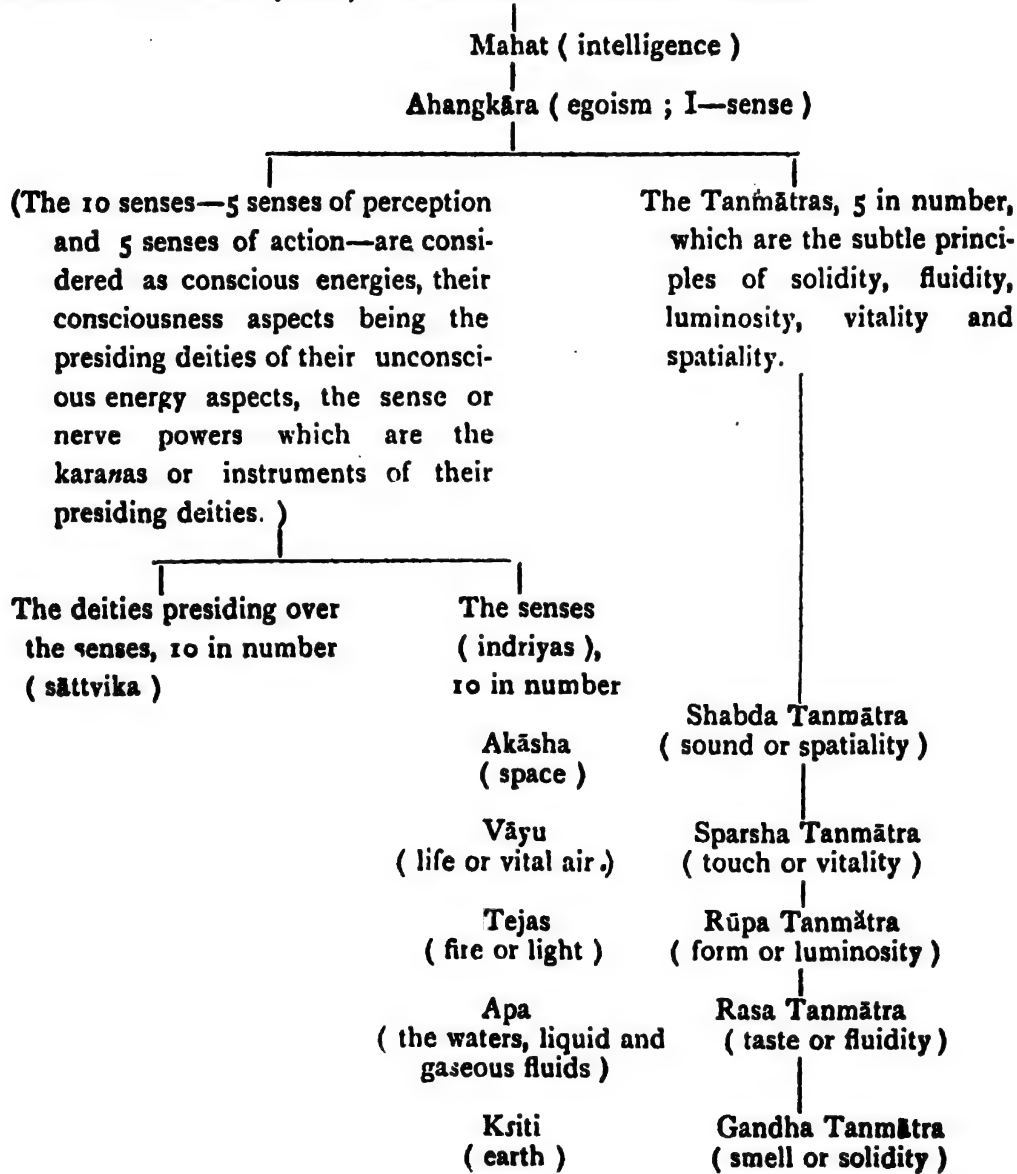 Mahat ( intelligence )
Ahangkāra ( egoism ; I—sense )
(The 10 senses—5 senses of perception
and 5 senses of action—are consi-
dered as conscious energies, their
consciousness aspects being the
presiding deities of their unconsci-
ous energy aspects, the sense or
nerve powers which are the
karanas or instruments of their
presiding deities. )
The Tanmātras, 5 in number,
which are the subtle princi-
ples of solidity, fluidity,
luminosity, vitality and
spatiality.
The deities presiding over
the senses, 10 in number
( sāttvika )
The senses
( indriyas ),
10 in number
Akāsha
( space )
Shabda Tanmātra
( sound or spatiality )
Vāyu
( life or vital air.)
Sparsha Tanmātra
( touch or vitality )
Tejas
( fire or light )
Rūpa Tanmātra
( form or luminosity )
Apa
( the waters, liquid and
gaseous fluids )
Rasa Tanmātra
( taste or fluidity )
Ksiti
( earth )
Gandha Tanmātra
( smell or solidity )